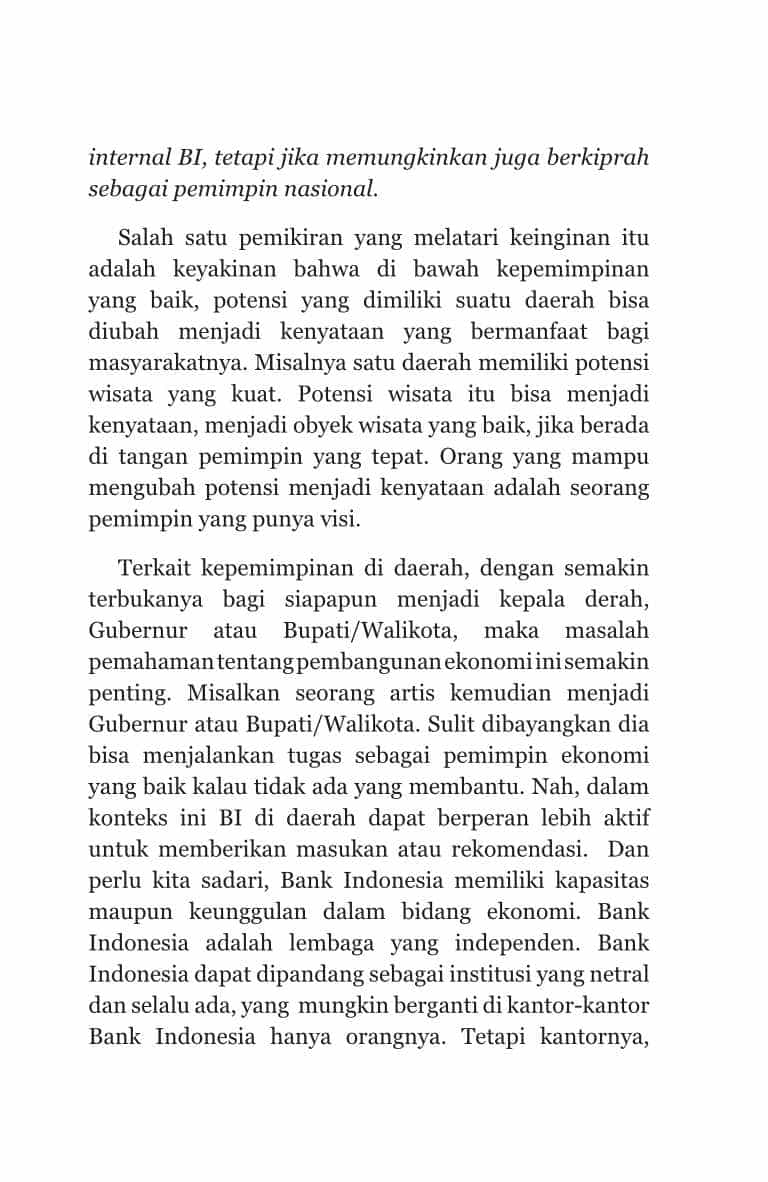 internal BI, tetapi jika memungkinkan juga berkiprah
sebagai pemimpin nasional.
Salah satu pemikiran yang melatari keinginan itu
adalah keyakinan bahwa di bawah kepemimpinan
yang baik, potensi yang dimiliki suatu daerah bisa
diubah menjadi kenyataan yang bermanfaat bagi
masyarakatnya. Misalnya satu daerah memiliki potensi
wisata yang kuat. Potensi wisata itu bisa menjadi
kenyataan, menjadi obyek wisata yang baik, jika berada
di tangan pemimpin yang tepat. Orang yang mampu
mengubah potensi menjadi kenyataan adalah seorang
pemimpin yang punya visi.
Terkait kepemimpinan di daerah, dengan semakin
terbukanya bagi siapapun menjadi kepala derah,
Gubernur atau Bupati/Walikota, maka masalah
pemahaman tentang pembangunan ekonomi ini semakin
penting. Misalkan seorang artis kemudian menjadi
Gubernur atau Bupati/Walikota. Sulit dibayangkan dia
bisa menjalankan tugas sebagai pemimpin ekonomi
yang baik kalau tidak ada yang membantu. Nah, dalam
konteks ini BI di daerah dapat berperan lebih aktif
untuk memberikan masukan atau rekomendasi. Dan
perlu kita sadari, Bank Indonesia memiliki kapasitas
maupun keunggulan dalam bidang ekonomi. Bank
Indonesia adalah lembaga yang independen. Bank
Indonesia dapat dipandang sebagai institusi yang netral
dan selalu ada, yang mungkin berganti di kantor-kantor
Bank Indonesia hanya orangnya. Tetapi kantornya,